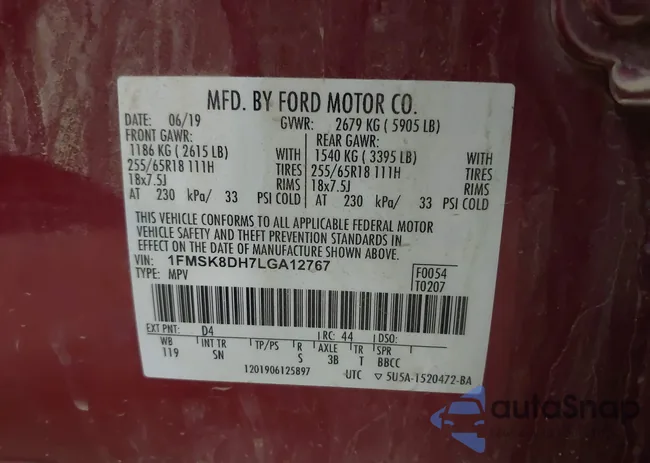 MFD. BY FORD MOTOR CO.
DATE: 06/19 GVWR: 2679 KG ( 5905 LB)
FRONT GAWR: REAR GAWR:
1186 KG ( 2615 LB) WITH 1540 KG ( 3395 LB) WITH
255/65R18 111H TIRES 255/65R18 111H TIRES
18x7.5J RIMS 18x7.5J RIMS
AT 230 kPa/ 33 PSI COLD AT 230 kPa/ 33 PSI COLD
THIS VEHICLE CONFORMS TO ALL APPLICABLE FEDERAL MOTOR
VEHICLE SAFETY AND THEFT PREVENTION STANDARDS IN
EFFECT ON THE DATE OF MANUFACTURE SHOWN ABOVE.
VIN: 1FMSK8DH7LGA12767 F0054
TYPE: MPV T0207
EXT PNT: D4 RC: 44 DSO:
WB INT TR TP/PS R AXLE TR SPR
119 SN S 3B T BBCC
1201906125897 UTC 5U5A-1520472-BA
autoSnap